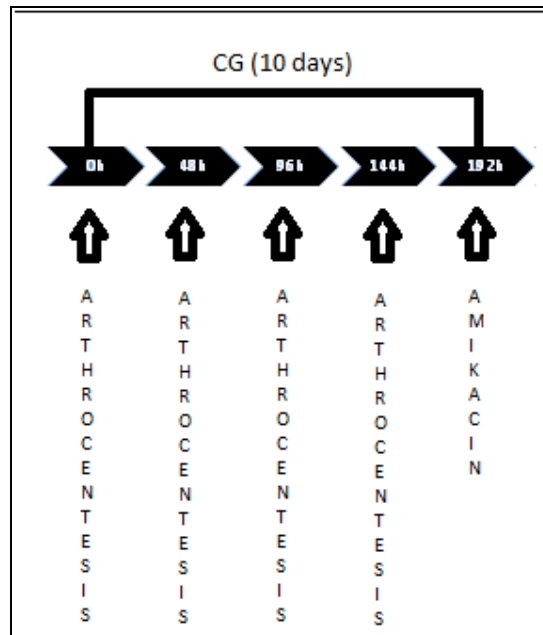 CG (10 days)
0h 48h 96h 144h 192h
ARTHROCENTESIS
ARTHROCENTESIS
ARTHROCENTESIS
ARTHROCENTESIS
AMIKACIN